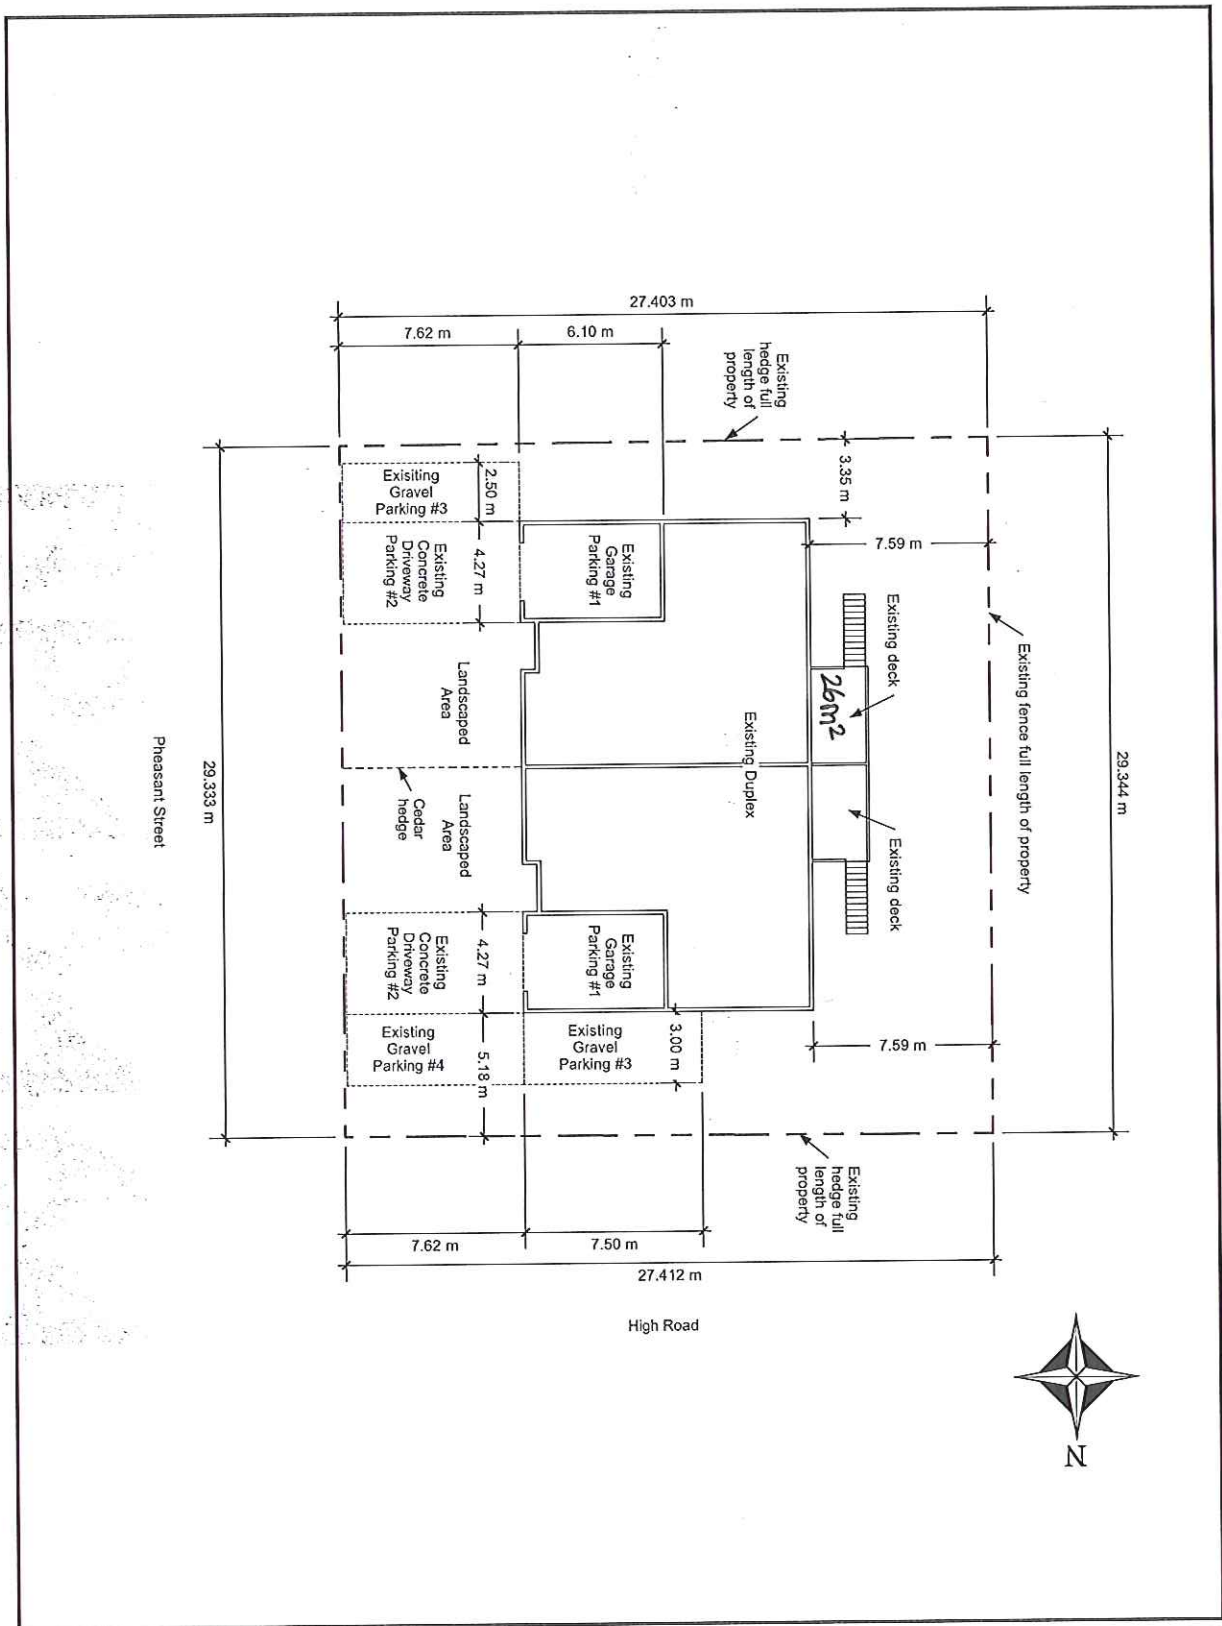 27.403 m
7.62 m
6.10 m
Existing
hedge full
length of
property
3.35 m
29.333 m
29.344 m
Exisiting
Gravel
Parking #3
2.50 m
Existing
Concrete
Driveway
Parking #2
4.27 m
Existing
Garage
Parking #1
7.59 m
Existing deck
26m²
Existing fence full length of property
Landscaped
Area
Existing Duplex
Pheasant Street
Cedar
hedge
Landscaped
Area
Existing deck
Existing
Concrete
Driveway
Parking #2
4.27 m
Existing
Garage
Parking #1
Existing
Gravel
Parking #4
5.18 m
Existing
Gravel
Parking #3
3.00 m
7.59 m
Existing
hedge full
length of
property
7.62 m
7.50 m
27.412 m
High Road
N